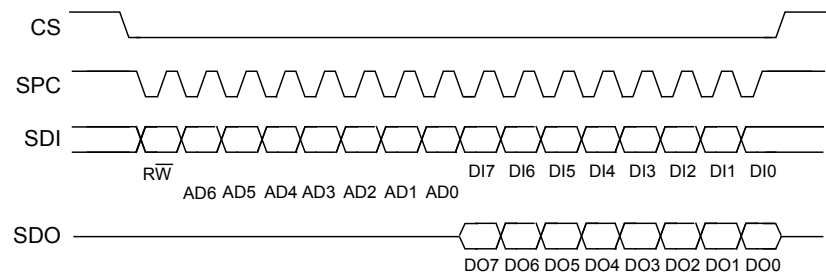 CS
SPC
SDI
RW̅ DI7 DI6 DI5 DI4 DI3 DI2 DI1 DI0
AD6 AD5 AD4 AD3 AD2 AD1 AD0
SDO
DO7 DO6 DO5 DO4 DO3 DO2 DO1 DO0